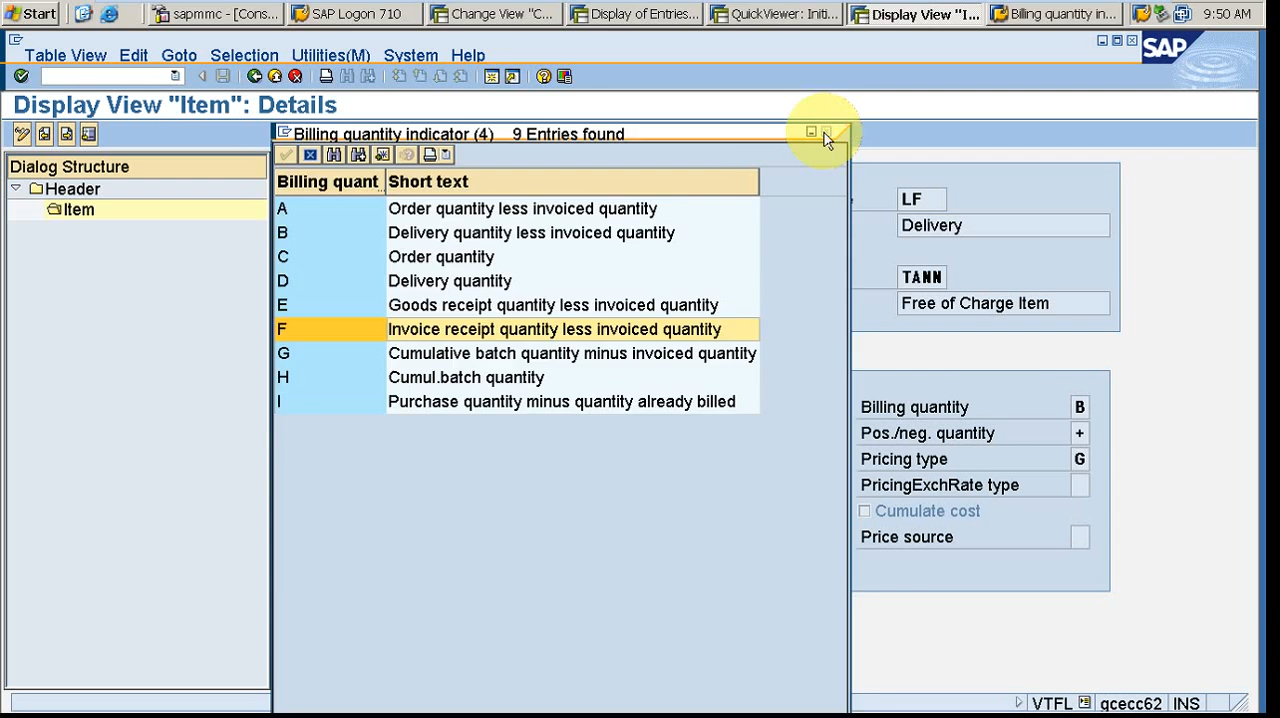 Start
sapmmc - [Cons...
SAP Logon 710
Change View "C...
Display of Entries...
QuickViewer: Initi...
Display View "I...
Billing quantity in...
9:50 AM
Table View Edit Goto Selection Utilities(M) System Help
SAP
Display View "Item": Details
Billing quantity indicator (4) 9 Entries found
Dialog Structure
Header
Item
Billing quant.. Short text
A Order quantity less invoiced quantity
B Delivery quantity less invoiced quantity
C Order quantity
D Delivery quantity
E Goods receipt quantity less invoiced quantity
F Invoice receipt quantity less invoiced quantity
G Cumulative batch quantity minus invoiced quantity
H Cumul.batch quantity
I Purchase quantity minus quantity already billed
LF
Delivery
TANN
Free of Charge Item
Billing quantity B
Pos./neg. quantity +
Pricing type G
PricingExchRate type
Cumulate cost
Price source
VTFL qcecc62 INS